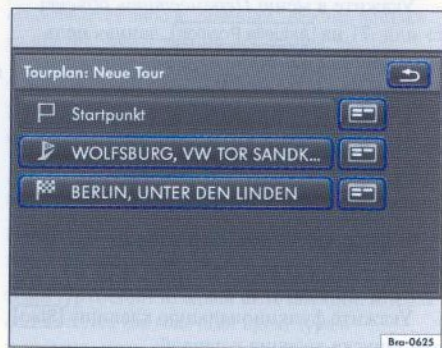 Tourplan: Neue Tour
Startpunkt
WOLFSBURG, VW TOR SANDK...
BERLIN, UNTER DEN LINDEN
Bro-0625